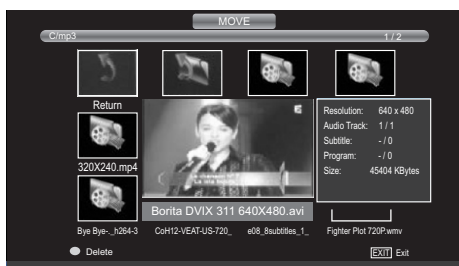 MOVE
C/mp3 1 / 2
Return
Resolution: 640 x 480
Audio Track: 1 / 1
Subtitle: - / 0
Program: - / 0
Size: 45404 KBytes
320X240.mp4
Borita DVIX 311 640X480.avi
Bye Bye-._h264-3 CoH12-VEAT-US-720_ e08_8subtitles_1_ Fighter Plot 720P.wmv
Delete EXIT Exit